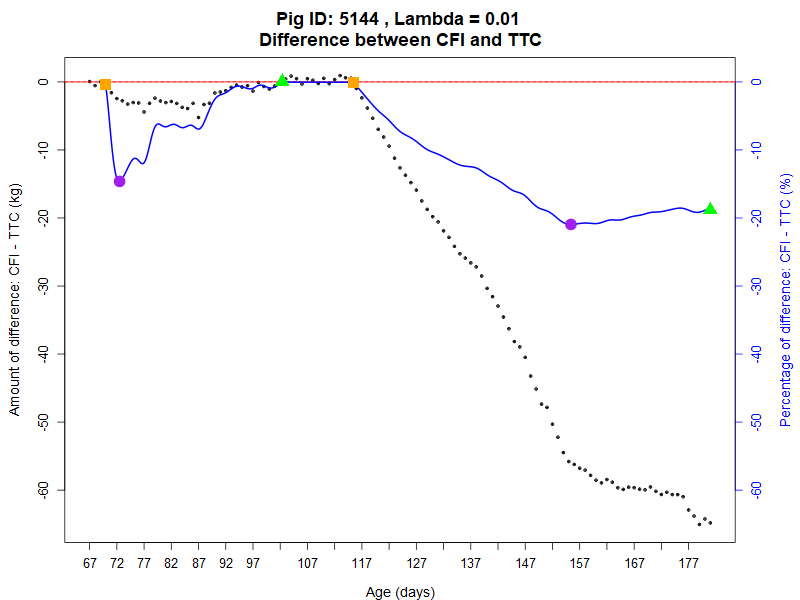 Pig ID: 5144 , Lambda = 0.01
Difference between CFI and TTC
Amount of difference: CFI - TTC (kg)
0
-10
-20
-30
-40
-50
-60
0
-10
-20
-30
-40
-50
-60
Percentage of difference: CFI - TTC (%)
67 72 77 82 87 92 97 107 117 127 137 147 157 167 177
Age (days)